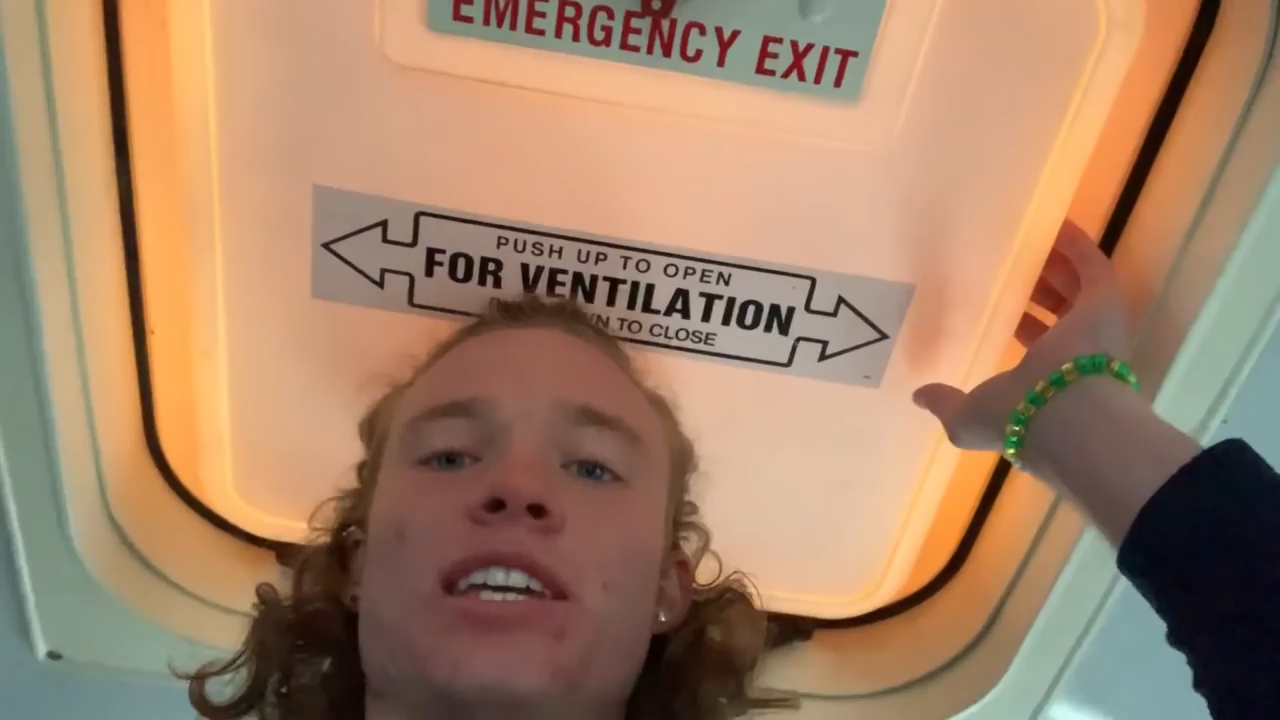 EMERGENCY EXIT
PUSH UP TO OPEN
FOR VENTILATION
TO CLOSE